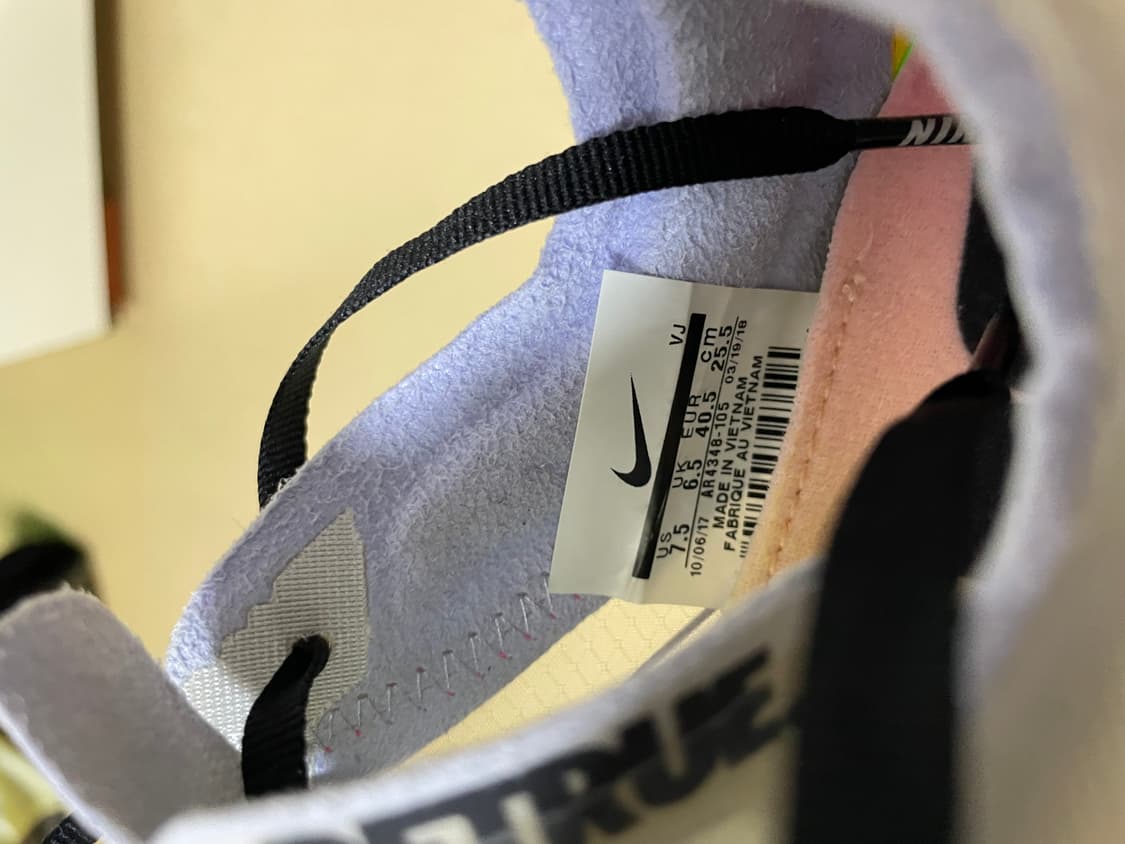 VJ
US UK EUR cm
7.5 6.5 40.5 25.5
10/06/17 AR4348-105 03/19/18
MADE IN VIETNAM
FABRIQUE AU VIETNAM